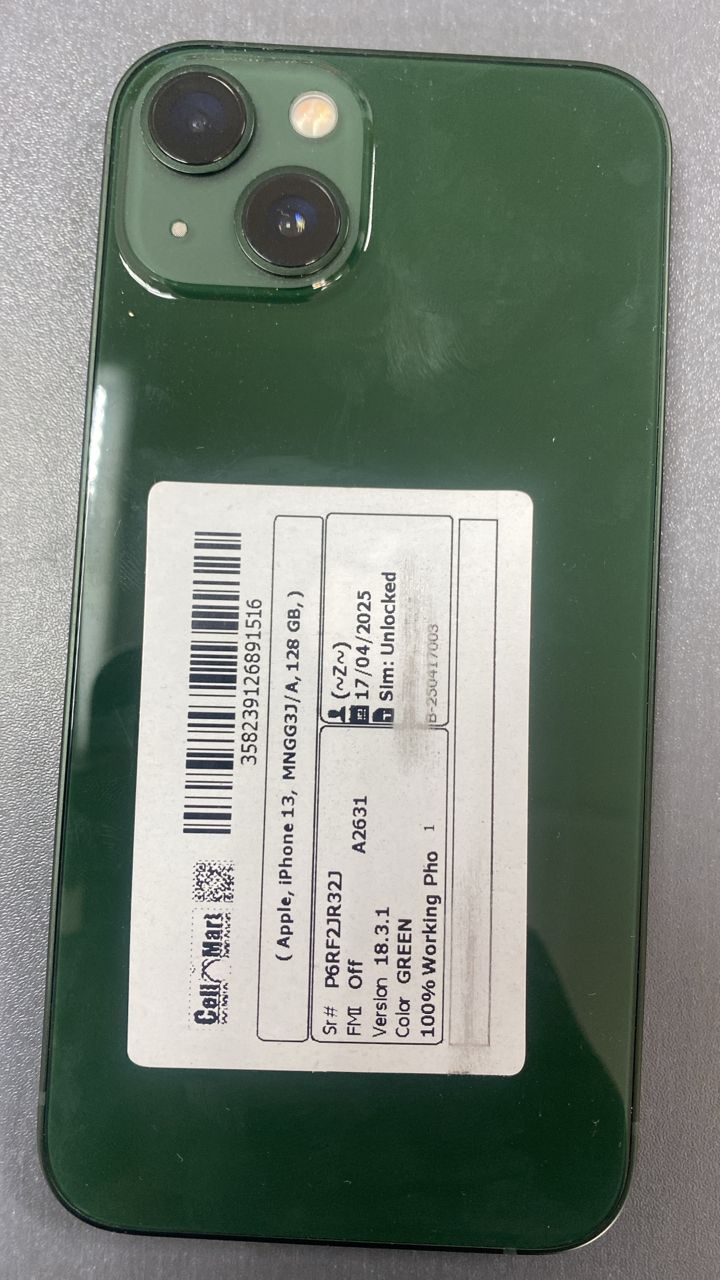 Cell Mart
358239126891516
( Apple, iPhone 13, MNGG3J/A, 128 GB, )
Sr# P6RF2JR32J
FMI Off A2631
Version 18.3.1
Color GREEN
100% Working Pho 1
(~Z~)
17/04/2025
Sim: Unlocked
B-250417003